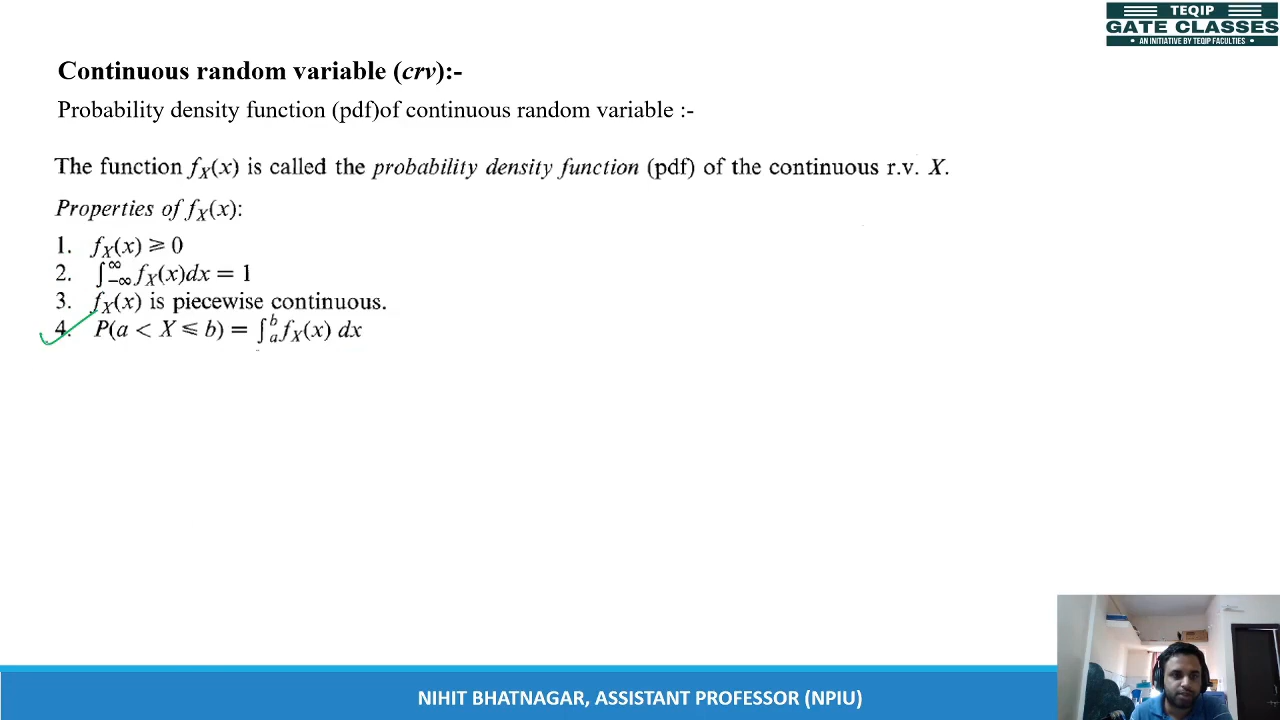 TEQIP
GATE CLASSES
• AN INITIATIVE BY TEQIP FACULTIES •
Continuous random variable (crv):-
Probability density function (pdf)of continuous random variable :-
The function f_X(x) is called the probability density function (pdf) of the continuous r.v. X.
Properties of f_X(x):
1. f_X(x) ⩾ 0
2. ∫_{-∞}^{∞} f_X(x)dx = 1
3. f_X(x) is piecewise continuous.
4. P(a < X ⩽ b) = ∫_a^b f_X(x) dx
NIHIT BHATNAGAR, ASSISTANT PROFESSOR (NPIU)